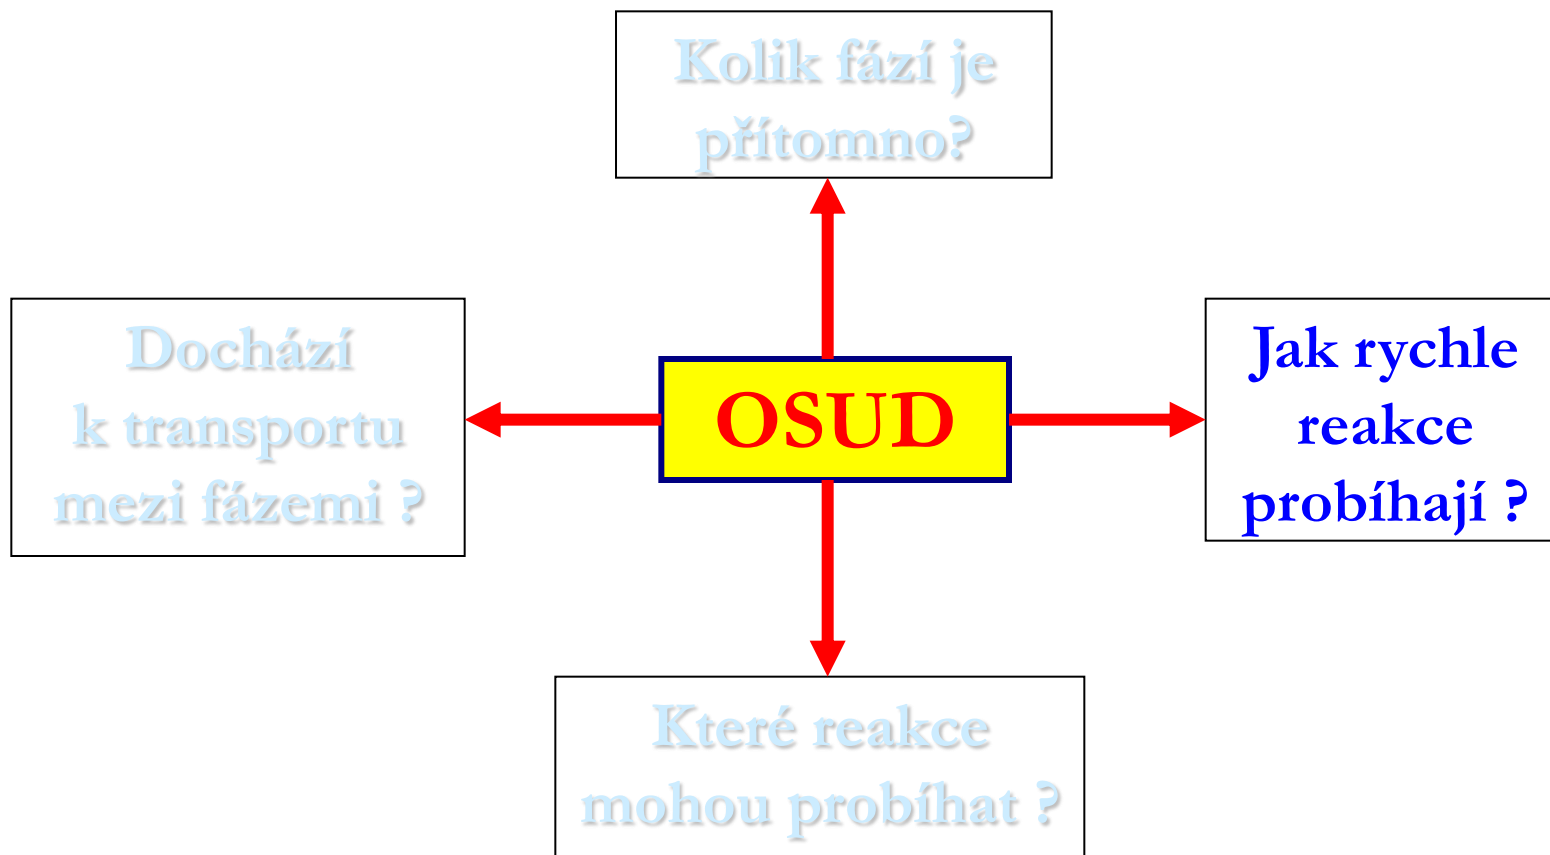 Kolik fází je
přítomno?
Dochází
k transportu
mezi fázemi ?
OSUD
Jak rychle
reakce
probíhají ?
Které reakce
mohou probíhat ?